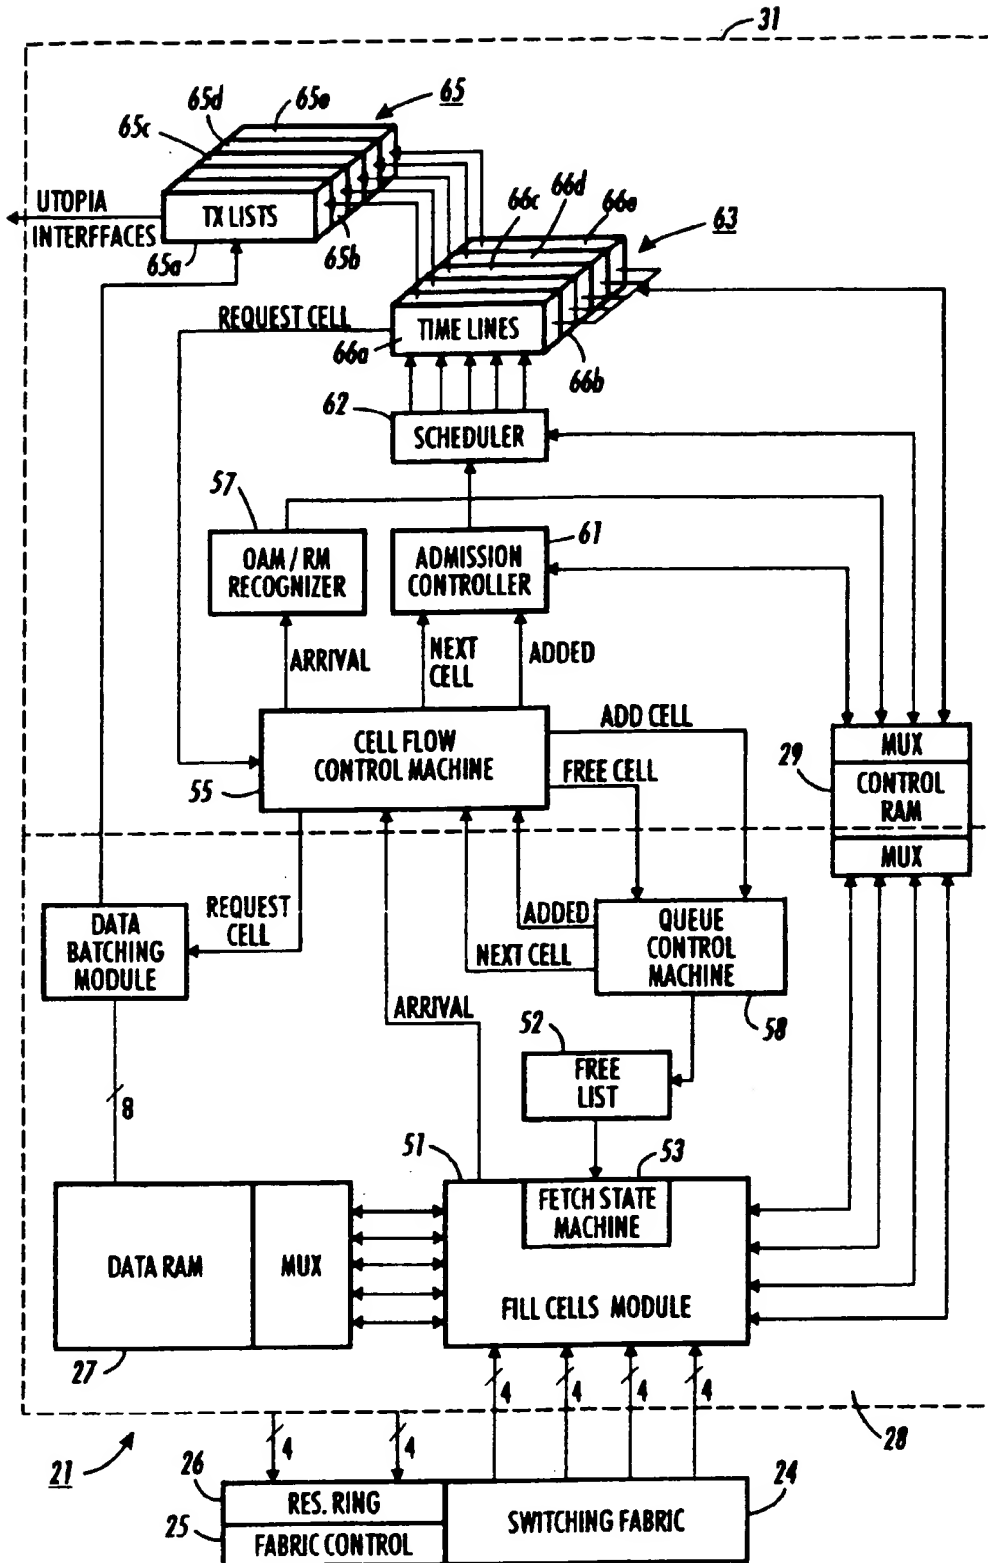 31
65e
65
65d
65c
UTOPIA
INTERFFACES
TX LISTS
65a
65b
66c
66d
66e
63
REQUEST CELL
TIME LINES
66a
66b
62
SCHEDULER
57
OAM / RM
RECOGNIZER
ADMISSION
CONTROLLER
61
ARRIVAL
NEXT
CELL
ADDED
CELL FLOW
CONTROL MACHINE
55
ADD CELL
FREE CELL
29
MUX
CONTROL
RAM
MUX
DATA
BATCHING
MODULE
REQUEST
CELL
ADDED
NEXT CELL
QUEUE
CONTROL
MACHINE
58
ARRIVAL
52
FREE
LIST
8
51
53
FETCH STATE
MACHINE
DATA RAM
MUX
FILL CELLS MODULE
27
4
4
4
4
28
21
4
4
26
RES. RING
25
FABRIC CONTROL
SWITCHING FABRIC
24